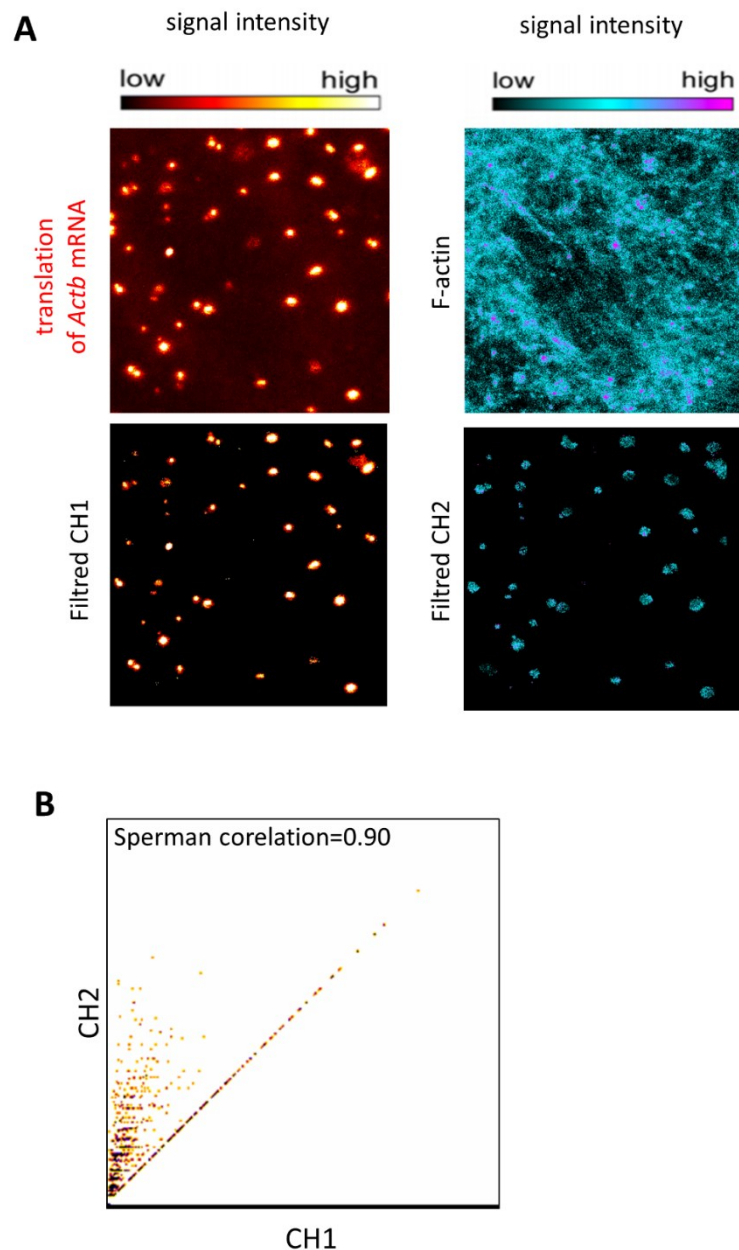 A
signal intensity
signal intensity
low high
low high
translation
of Actb mRNA
F-actin
Filtred CH1
Filtred CH2
B
Sperman corelation=0.90
CH2
CH1